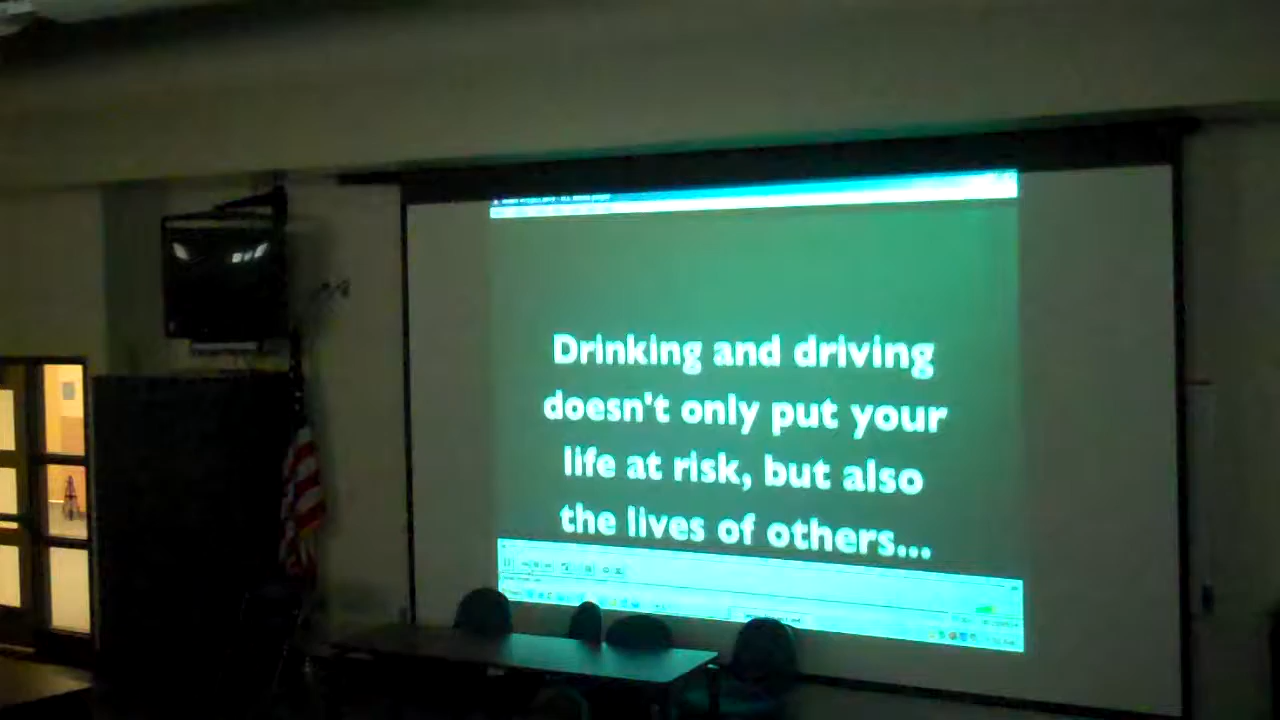 Drinking and driving
doesn't only put your
life at risk, but also
the lives of others...